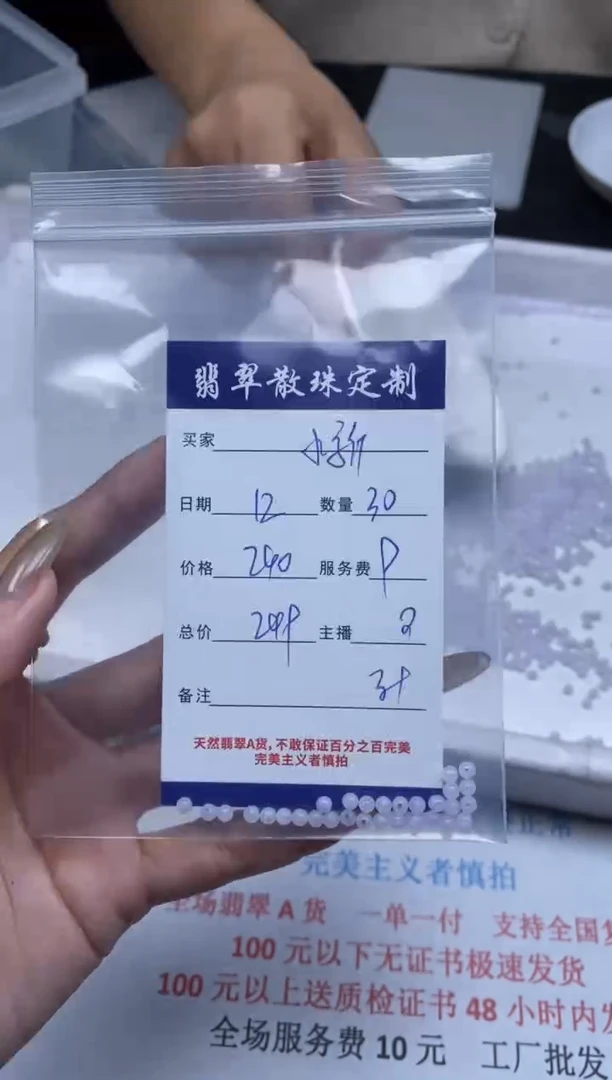 翡翠散珠定制
买家
日期 12 数量 30
价格 240 服务费
总价 主播
备注
天然翡翠A货,不敢保证百分之百完美
完美主义者慎拍
正常
完美主义者慎拍
全场翡翠A货 一单一付 支持全国复
100元以下无证书极速发货
100元以上送质检证书48小时内发
全场服务费10元 工厂批发